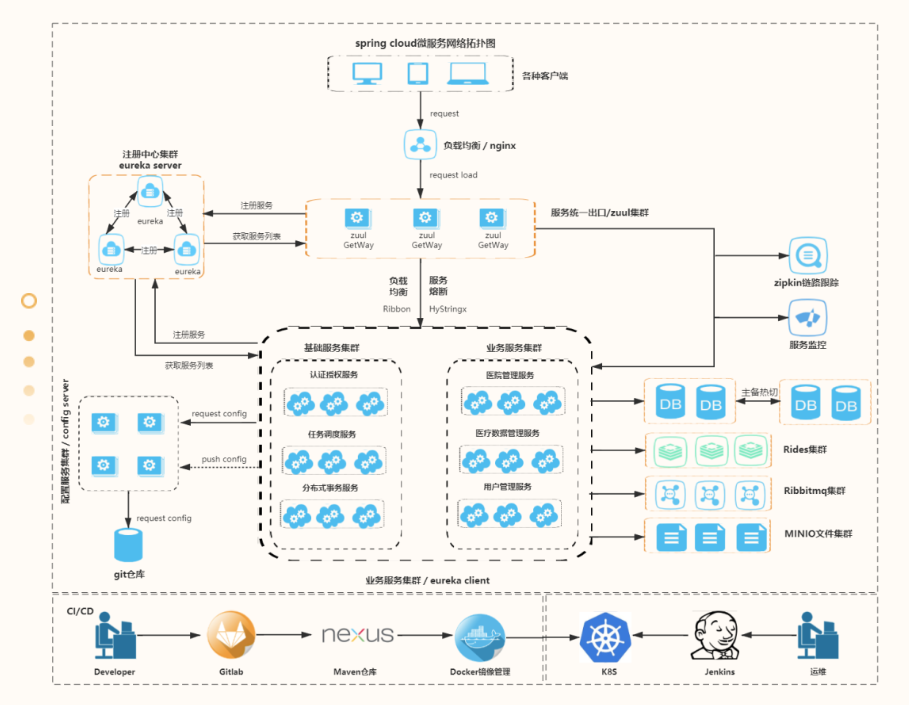 spring cloud微服务网络拓扑图
各种客户端
request
负载均衡 / nginx
request load
注册中心集群
eureka server
注册
注册
eureka
注册
eureka
eureka
注册服务
获取服务列表
服务统一出口/zuul集群
zuul
GetWay
zuul
GetWay
zuul
GetWay
负载
均衡
服务
熔断
Ribbon
HyStringx
zipkin链路跟踪
服务监控
注册服务
获取服务列表
基础服务集群
认证授权服务
任务调度服务
分布式事务服务
业务服务集群
医院管理服务
医疗数据管理服务
用户管理服务
业务服务集群 / eureka client
配置服务集群 / config server
request config
push config
request config
git仓库
DB
DB
主备热切
DB
DB
Rides集群
Ribbitmq集群
MINIO文件集群
CI/CD
Developer
Gitlab
nexus
Maven仓库
Docker镜像管理
K8S
Jenkins
运维